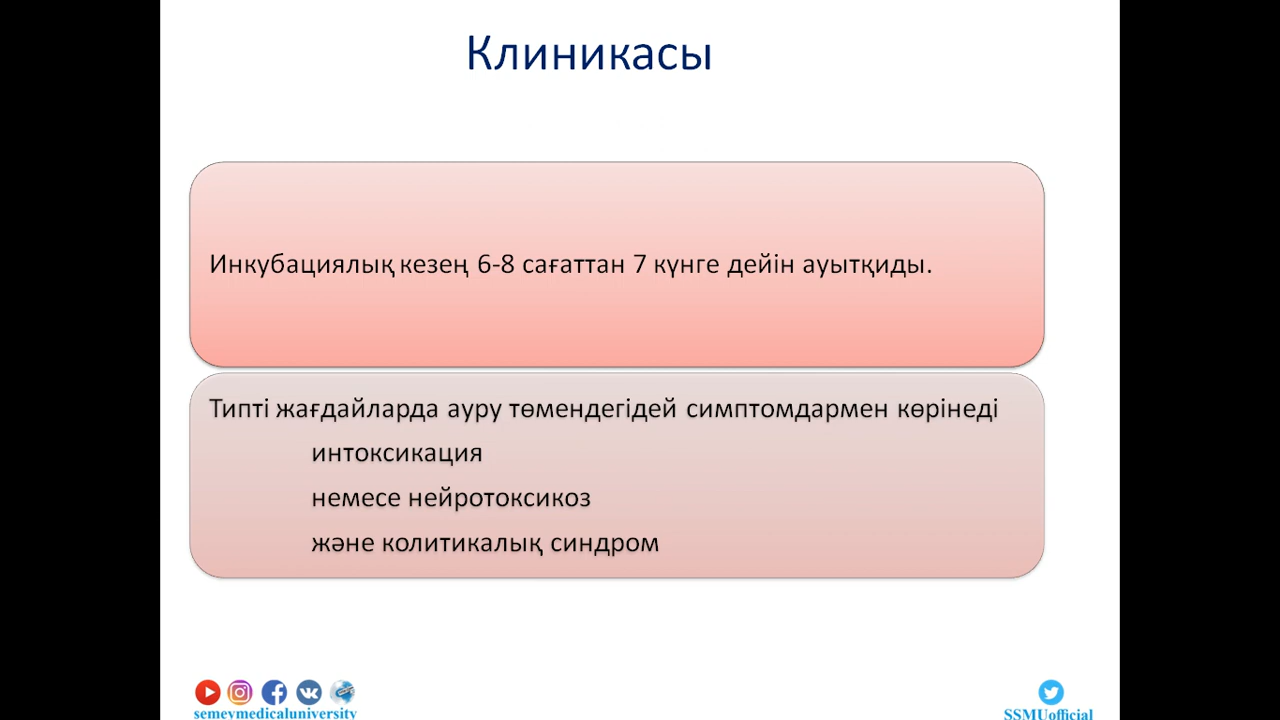 Клиникасы
Инкубациялық кезең 6-8 сағаттан 7 күнге дейін ауытқиды.
Типті жағдайларда ауру төмендегідей симптомдармен көрінеді
интоксикация
немесе нейротоксикоз
және колитикалық синдром
semeymedicaluniversity
SSMUofficial